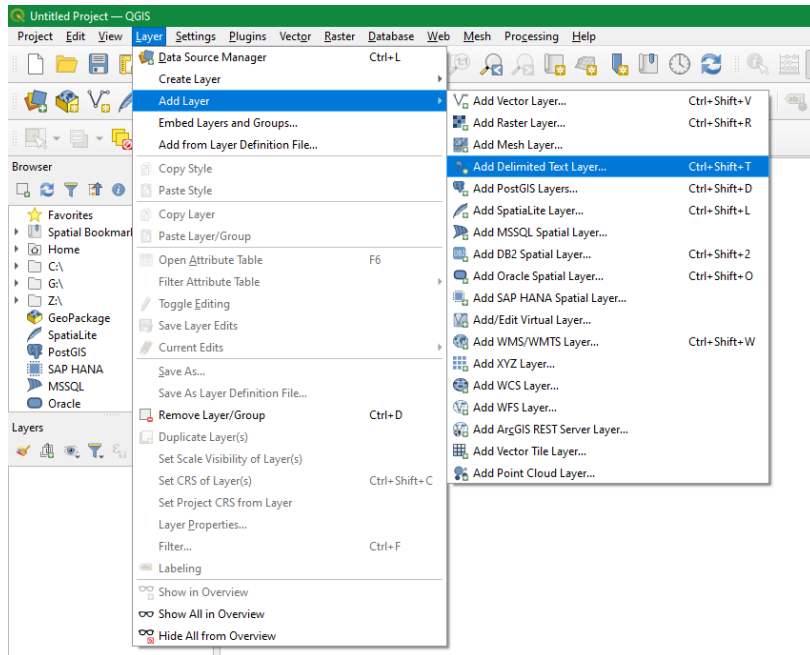 Untitled Project — QGIS
Project Edit View Layer Settings Plugins Vector Raster Database Web Mesh Processing Help
Data Source Manager Ctrl+L
Create Layer
Add Layer
Embed Layers and Groups...
Add from Layer Definition File...
Copy Style
Paste Style
Copy Layer
Paste Layer/Group
Open Attribute Table F6
Filter Attribute Table
Toggle Editing
Save Layer Edits
Current Edits
Save As...
Save As Layer Definition File...
Remove Layer/Group Ctrl+D
Duplicate Layer(s)
Set Scale Visibility of Layer(s)
Set CRS of Layer(s) Ctrl+Shift+C
Set Project CRS from Layer
Layer Properties...
Filter... Ctrl+F
Labeling
Show in Overview
Show All in Overview
Hide All from Overview
Add Vector Layer... Ctrl+Shift+V
Add Raster Layer... Ctrl+Shift+R
Add Mesh Layer...
Add Delimited Text Layer... Ctrl+Shift+T
Add PostGIS Layers... Ctrl+Shift+D
Add SpatiaLite Layer... Ctrl+Shift+L
Add MSSQL Spatial Layer...
Add DB2 Spatial Layer... Ctrl+Shift+2
Add Oracle Spatial Layer... Ctrl+Shift+O
Add SAP HANA Spatial Layer...
Add/Edit Virtual Layer...
Add WMS/WMTS Layer... Ctrl+Shift+W
Add XYZ Layer...
Add WCS Layer...
Add WFS Layer...
Add ArcGIS REST Server Layer...
Add Vector Tile Layer...
Add Point Cloud Layer...
Browser
Favorites
Spatial Bookmar
Home
C:\
G:\
Z:\
GeoPackage
SpatiaLite
PostGIS
SAP HANA
MSSQL
Oracle
Layers